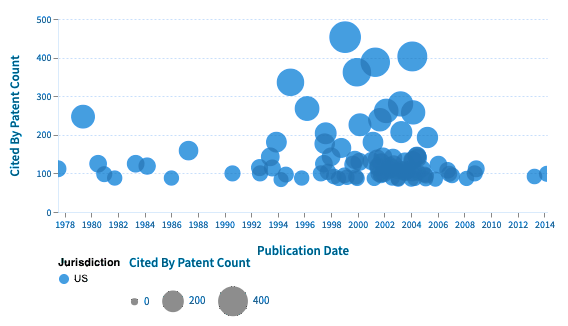 Cited By Patent Count
500
400
300
200
100
0
1978 1980 1982 1984 1986 1988 1990 1992 1994 1996 1998 2000 2002 2004 2006 2008 2010 2012 2014
Publication Date
Jurisdiction Cited By Patent Count
US
0 200 400